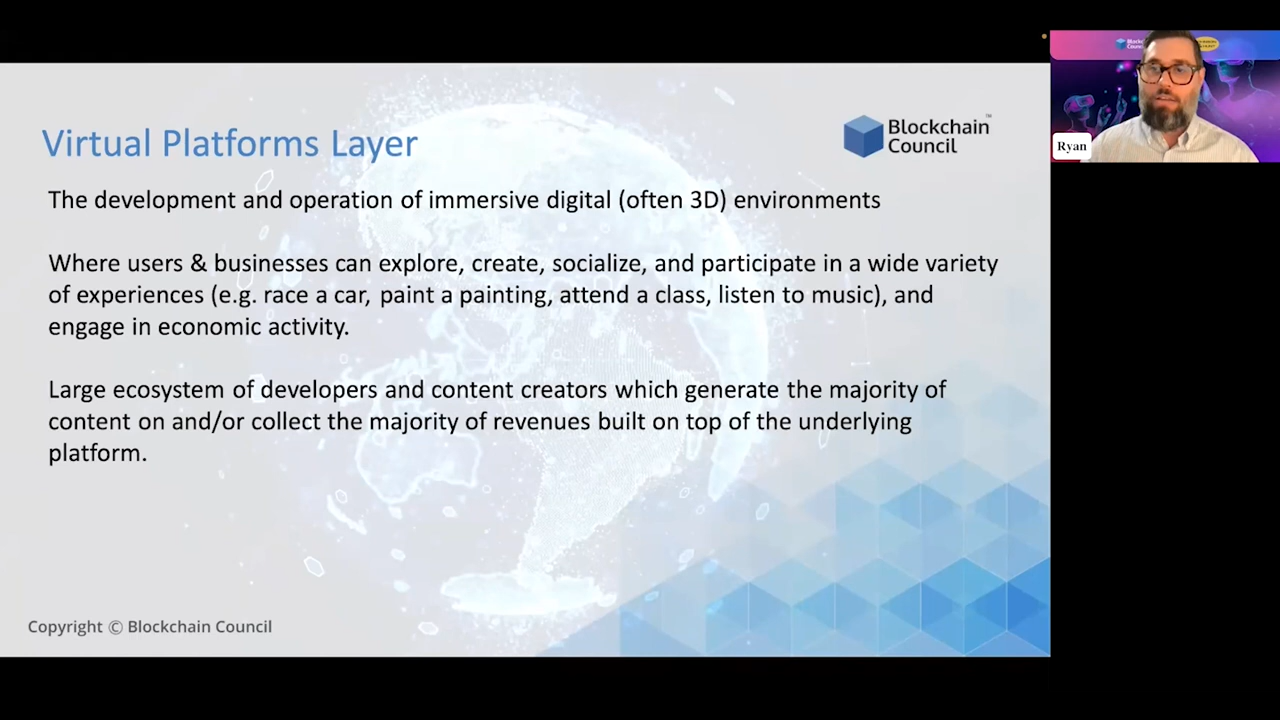 Virtual Platforms Layer
Blockchain
Council
™
The development and operation of immersive digital (often 3D) environments
Where users & businesses can explore, create, socialize, and participate in a wide variety
of experiences (e.g. race a car, paint a painting, attend a class, listen to music), and
engage in economic activity.
Large ecosystem of developers and content creators which generate the majority of
content on and/or collect the majority of revenues built on top of the underlying
platform.
Copyright © Blockchain Council
Ryan